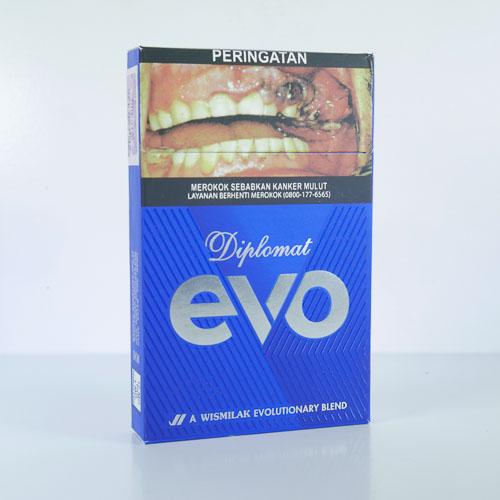 PERINGATAN
MEROKOK SEBABKAN KANKER MULUT
LAYANAN BERHENTI MEROKOK (0800-177-6565)
Diplomat
evo
A WISMILAK EVOLUTIONARY BLEND